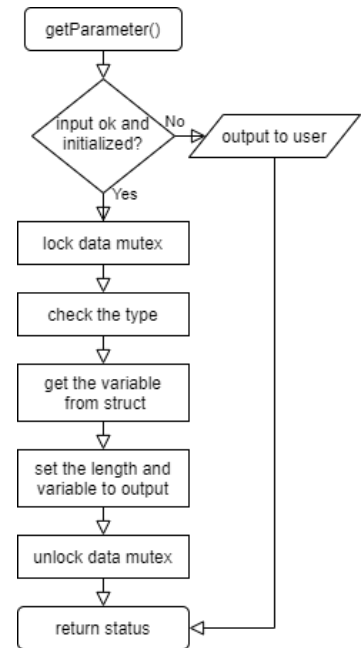 getParameter()
input ok and
initialized?
No
output to user
Yes
lock data mutex
check the type
get the variable
from struct
set the length and
variable to output
unlock data mutex
return status